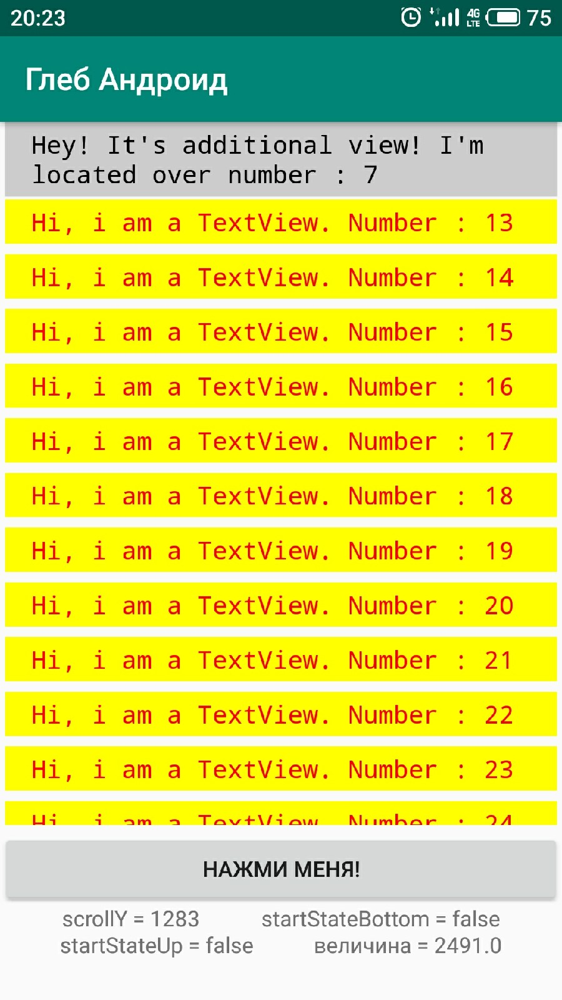 20:23 4G LTE 75
Глеб Андроид
Hey! It's additional view! I'm
located over number : 7
Hi, i am a TextView. Number : 13
Hi, i am a TextView. Number : 14
Hi, i am a TextView. Number : 15
Hi, i am a TextView. Number : 16
Hi, i am a TextView. Number : 17
Hi, i am a TextView. Number : 18
Hi, i am a TextView. Number : 19
Hi, i am a TextView. Number : 20
Hi, i am a TextView. Number : 21
Hi, i am a TextView. Number : 22
Hi, i am a TextView. Number : 23
Hi, i am a TextView. Number : 24
НАЖМИ МЕНЯ!
scrollY = 1283 startStateBottom = false
startStateUp = false величина = 2491.0